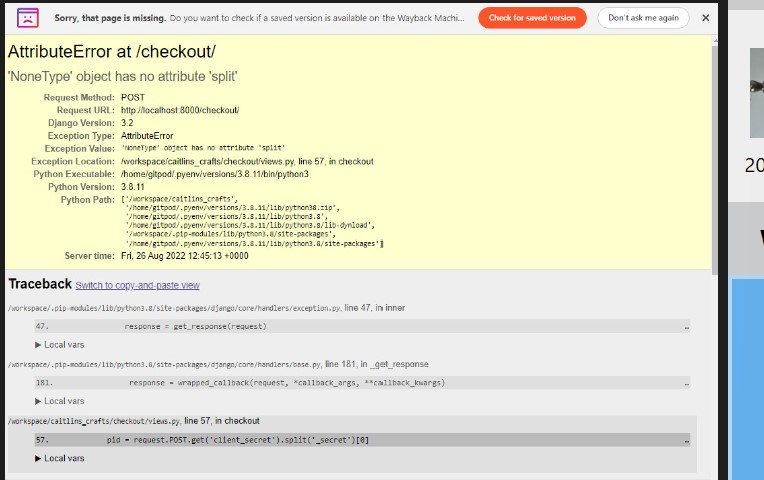 Sorry, that page is missing. Do you want to check if a saved version is available on the Wayback Machi... Check for saved version Don't ask me again ✕
AttributeError at /checkout/
'NoneType' object has no attribute 'split'
Request Method: POST
Request URL: http://localhost:8000/checkout/
Django Version: 3.2
Exception Type: AttributeError
Exception Value: 'NoneType' object has no attribute 'split'
Exception Location: /workspace/caitlins_crafts/checkout/views.py, line 57, in checkout
Python Executable: /home/gitpod/.pyenv/versions/3.8.11/bin/python3
Python Version: 3.8.11
Python Path: ['/workspace/caitlins_crafts',
'/home/gitpod/.pyenv/versions/3.8.11/lib/python38.zip',
'/home/gitpod/.pyenv/versions/3.8.11/lib/python3.8',
'/home/gitpod/.pyenv/versions/3.8.11/lib/python3.8/lib-dynload',
'/workspace/.pip-modules/lib/python3.8/site-packages',
'/home/gitpod/.pyenv/versions/3.8.11/lib/python3.8/site-packages']
Server time: Fri, 26 Aug 2022 12:45:13 +0000
Traceback Switch to copy-and-paste view
/workspace/.pip-modules/lib/python3.8/site-packages/django/core/handlers/exception.py, line 47, in inner
47. response = get_response(request) …
▶ Local vars
/workspace/.pip-modules/lib/python3.8/site-packages/django/core/handlers/base.py, line 181, in _get_response
181. response = wrapped_callback(request, *callback_args, **callback_kwargs) …
▶ Local vars
/workspace/caitlins_crafts/checkout/views.py, line 57, in checkout
57. pid = request.POST.get('client_secret').split('_secret')[0] …
▶ Local vars
20